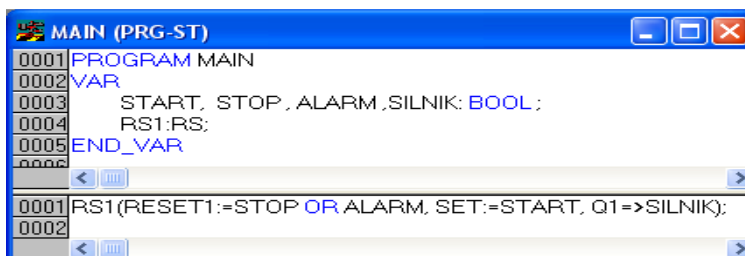 MAIN (PRG-ST)
0001 PROGRAM MAIN
0002 VAR
0003 START, STOP, ALARM ,SILNIK: BOOL;
0004 RS1:RS;
0005 END_VAR
0006
0001 RS1(RESET1:=STOP OR ALARM, SET:=START, Q1=>SILNIK);
0002